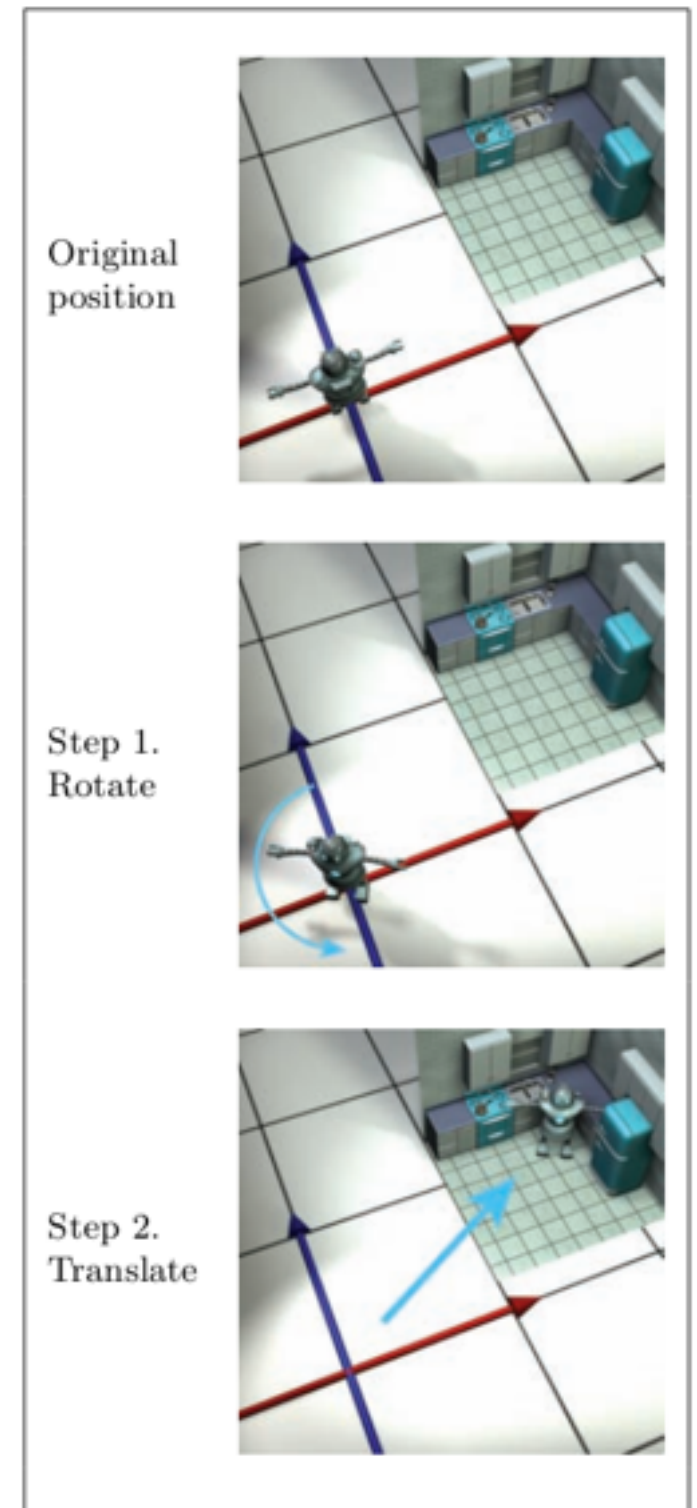 Original
position
Step 1.
Rotate
Step 2.
Translate